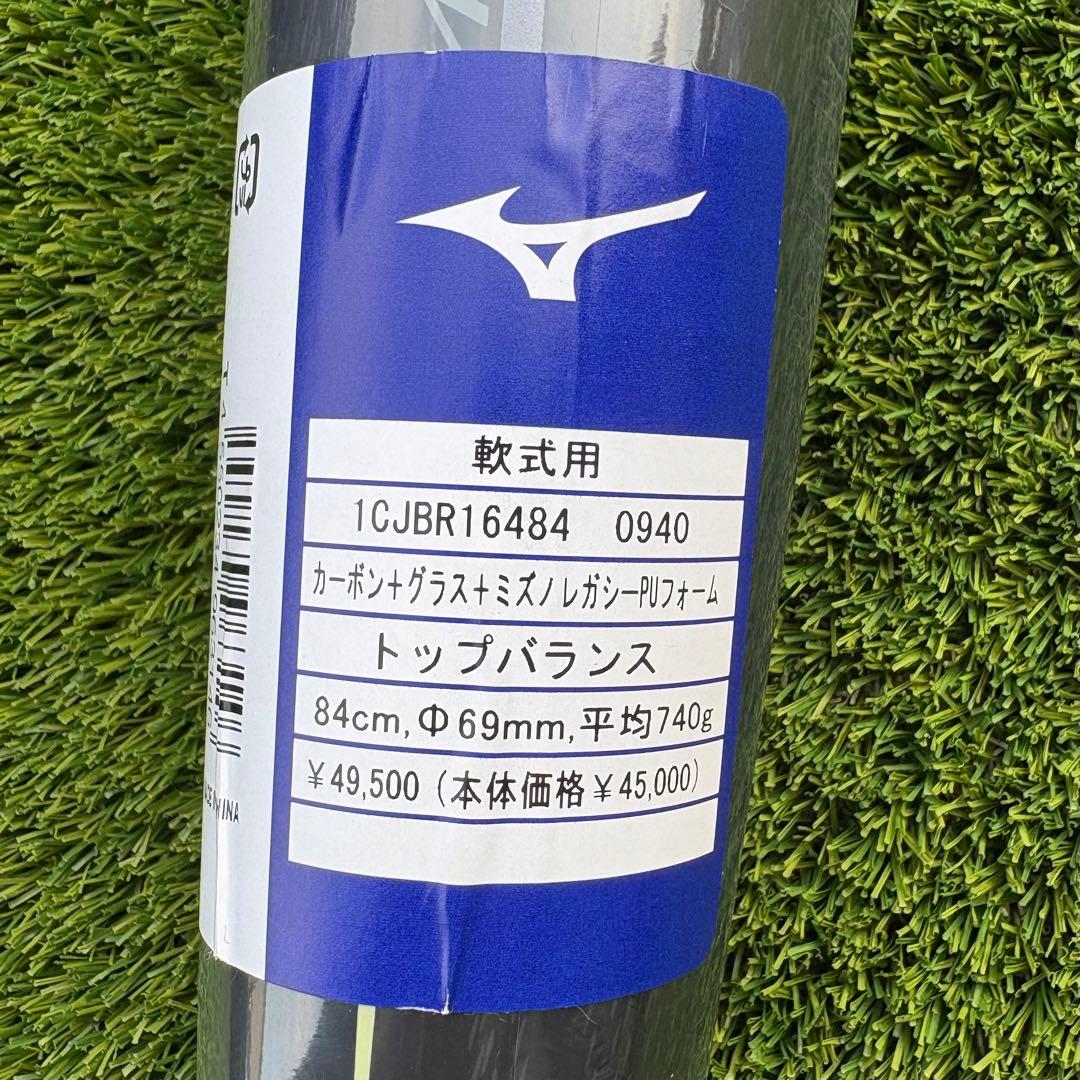 軟式用
1CJBR16484 0940
カーボン+グラス+ミズノレガシーPUフォーム
トップバランス
84cm,Φ69mm,平均740g
¥49,500 (本体価格¥45,000)